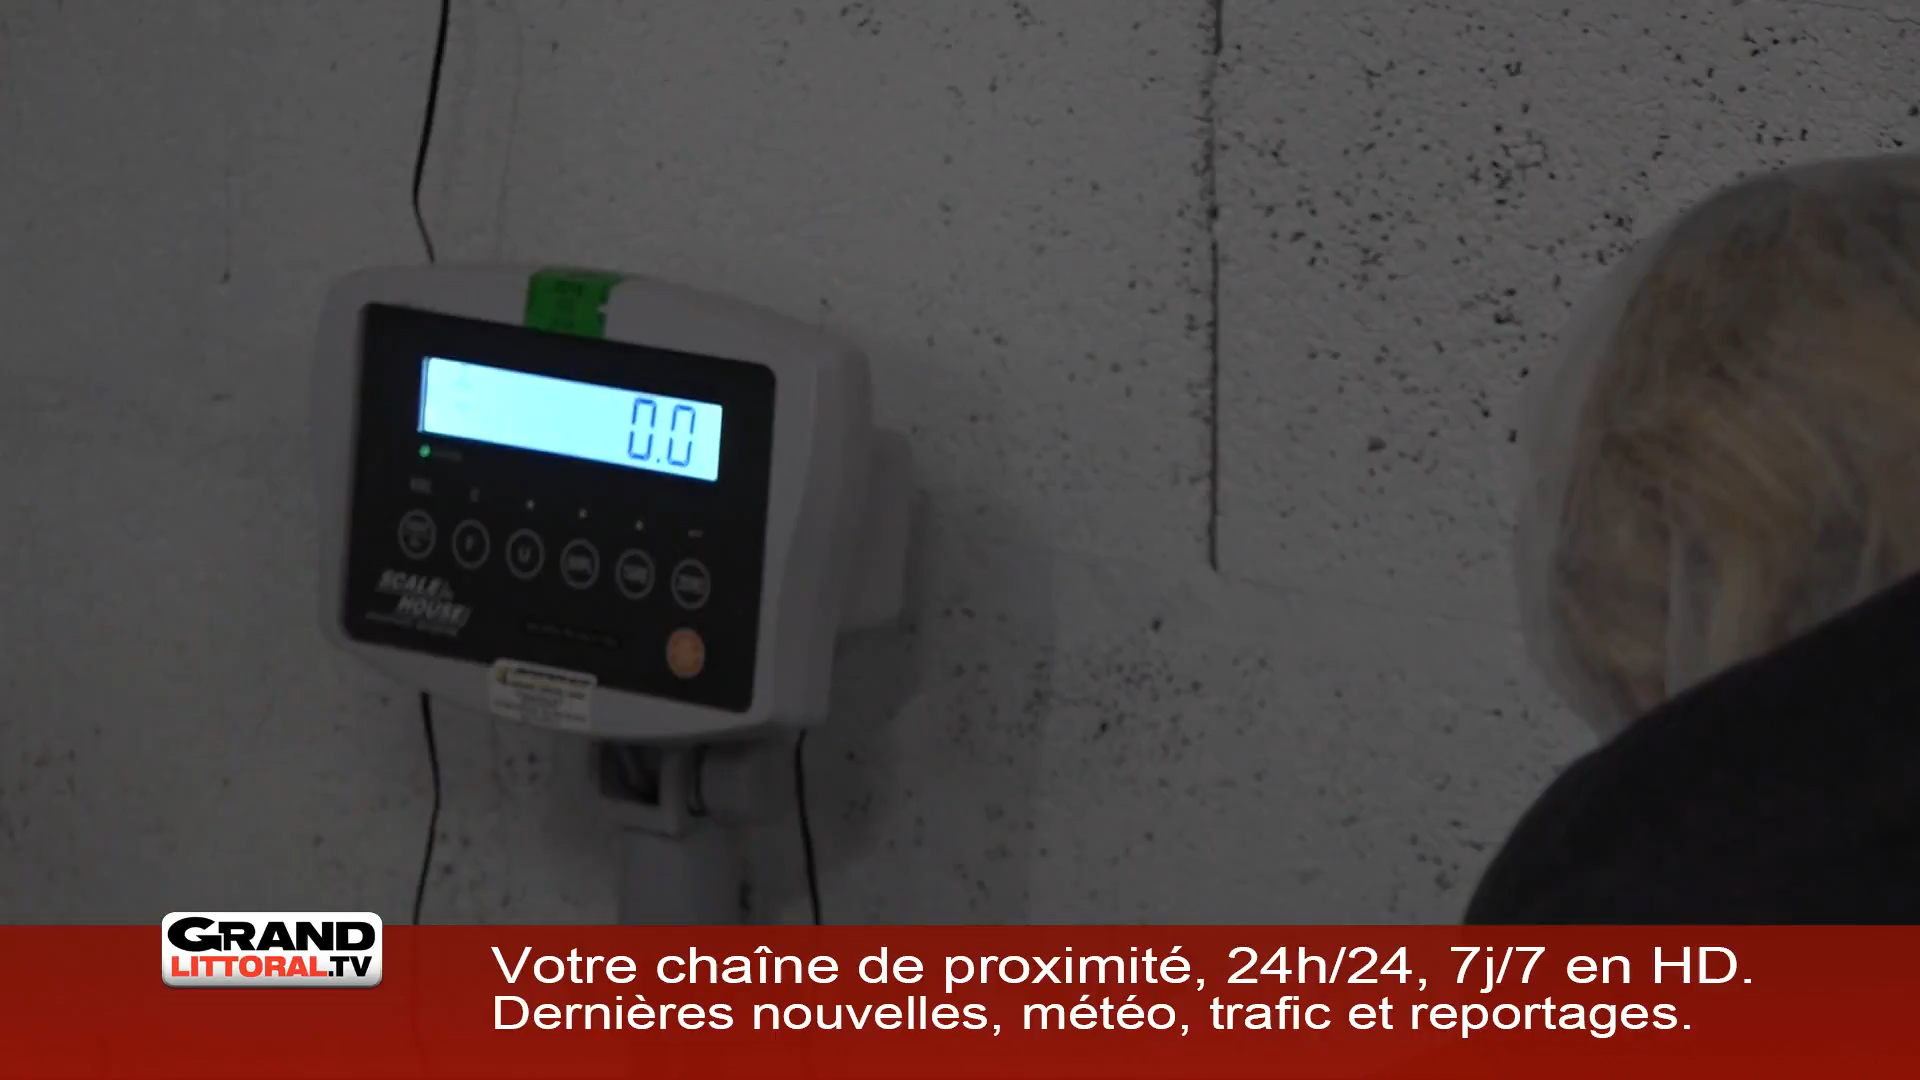 0.0
SCALE
HOUSE
GRAND
LITTORAL.TV
Votre chaîne de proximité, 24h/24, 7j/7 en HD.
Dernières nouvelles, météo, trafic et reportages.